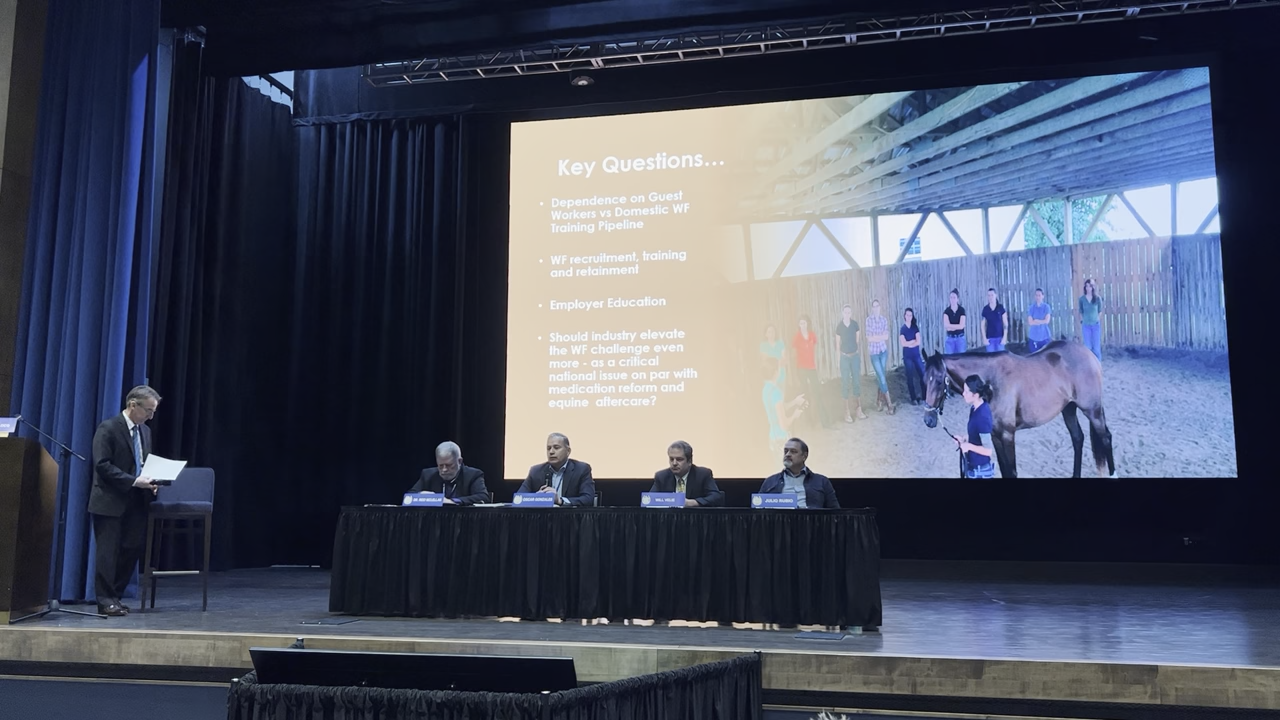 Key Questions...
• Dependence on Guest
Workers vs Domestic WF
Training Pipeline
• WF recruitment, training
and retainment
• Employer Education
• Should industry elevate
the WF challenge even
more - as a critical
national issue on par with
medication reform and
equine aftercare?
OSCAR GONZALES
WILL VELIE
JULIO RUBIO